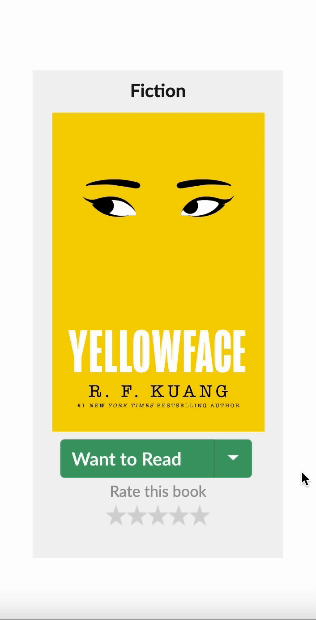 Fiction
YELLOWFACE
R. F. KUANG
#1 NEW YORK TIMES BESTSELLING AUTHOR
Want to Read
Rate this book